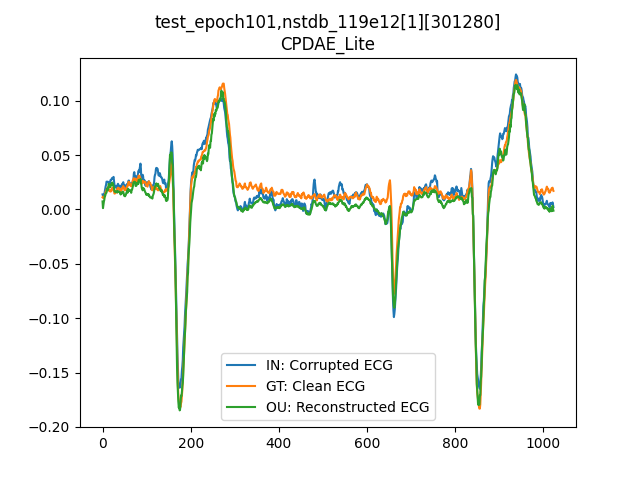 test_epoch101,nstdb_119e12[1][301280]
CPDAE_Lite
0.10
0.05
0.00
−0.05
−0.10
−0.15
−0.20
IN: Corrupted ECG
GT: Clean ECG
OU: Reconstructed ECG
0 200 400 600 800 1000